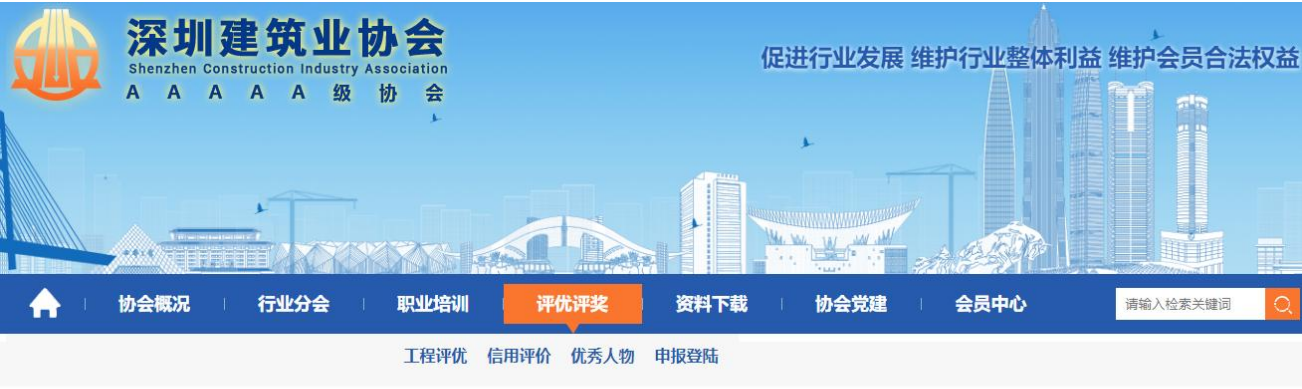 深圳建筑业协会
Shenzhen Construction Industry Association
A A A A A 级 协 会
促进行业发展 维护行业整体利益 维护会员合法权益
协会概况 行业分会 职业培训 评优评奖 资料下载 协会党建 会员中心 请输入检索关键词
工程评优 信用评价 优秀人物 申报登陆